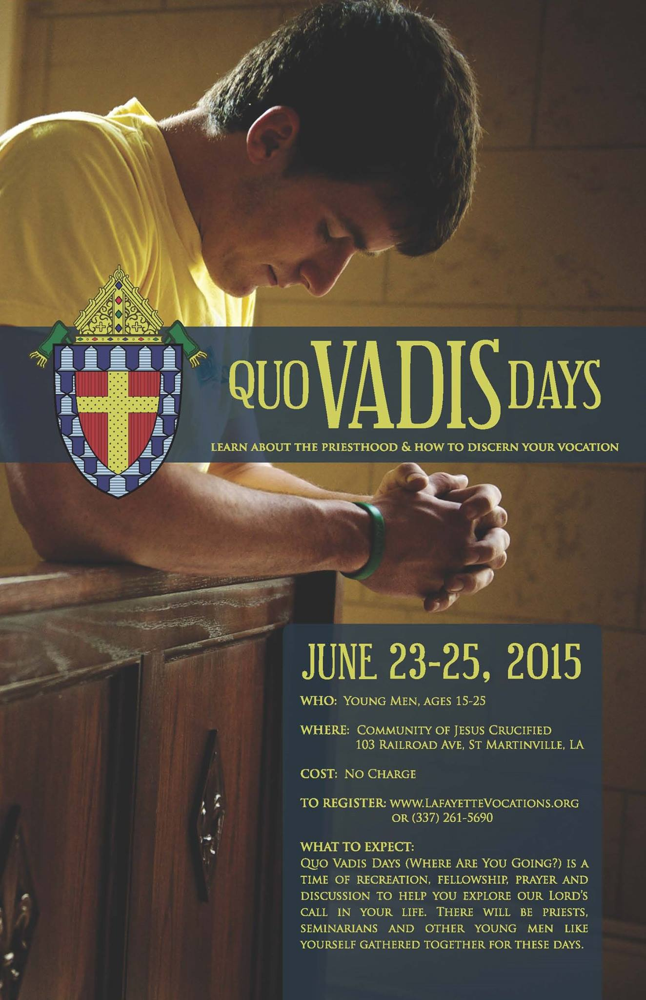 QUO VADIS DAYS
LEARN ABOUT THE PRIESTHOOD & HOW TO DISCERN YOUR VOCATION
JUNE 23-25, 2015
WHO: YOUNG MEN, AGES 15-25
WHERE: COMMUNITY OF JESUS CRUCIFIED
103 RAILROAD AVE, ST MARTINVILLE, LA
COST: NO CHARGE
TO REGISTER: WWW.LAFAYETTEVOCATIONS.ORG
OR (337) 261-5690
WHAT TO EXPECT:
QUO VADIS DAYS (WHERE ARE YOU GOING?) IS A
TIME OF RECREATION, FELLOWSHIP, PRAYER AND
DISCUSSION TO HELP YOU EXPLORE OUR LORD'S
CALL IN YOUR LIFE. THERE WILL BE PRIESTS,
SEMINARIANS AND OTHER YOUNG MEN LIKE
YOURSELF GATHERED TOGETHER FOR THESE DAYS.